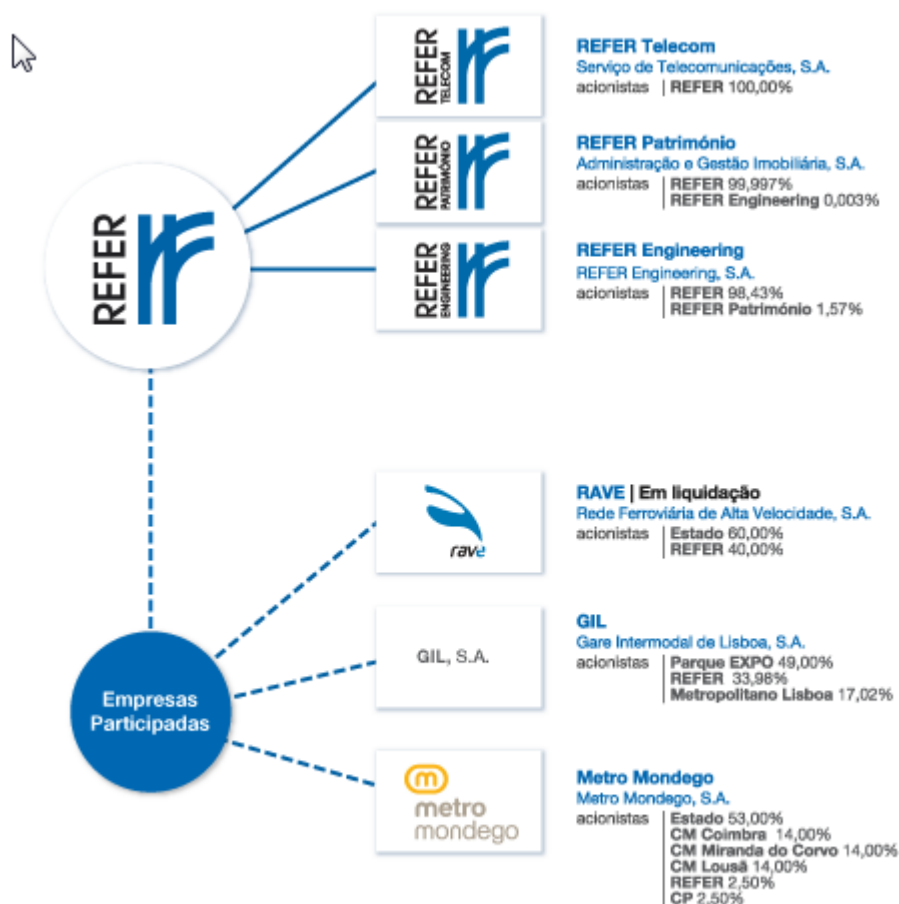 REFER
REFER
TELECOM
REFER Telecom
Serviço de Telecomunicações, S.A.
acionistas | REFER 100,00%
REFER
PATRIMÓNIO
REFER Património
Administração e Gestão Imobiliária, S.A.
acionistas | REFER 99,997%
REFER Engineering 0,003%
REFER
ENGINEERING
REFER Engineering
REFER Engineering, S.A.
acionistas | REFER 98,43%
REFER Património 1,57%
Empresas
Participadas
rave
RAVE | Em liquidação
Rede Ferroviária de Alta Velocidade, S.A.
acionistas | Estado 60,00%
REFER 40,00%
GIL, S.A.
GIL
Gare Intermodal de Lisboa, S.A.
acionistas | Parque EXPO 49,00%
REFER 33,98%
Metropolitano Lisboa 17,02%
m
metro
mondego
Metro Mondego
Metro Mondego, S.A.
acionistas | Estado 53,00%
CM Coimbra 14,00%
CM Miranda do Corvo 14,00%
CM Lousã 14,00%
REFER 2,50%
CP 2,50%